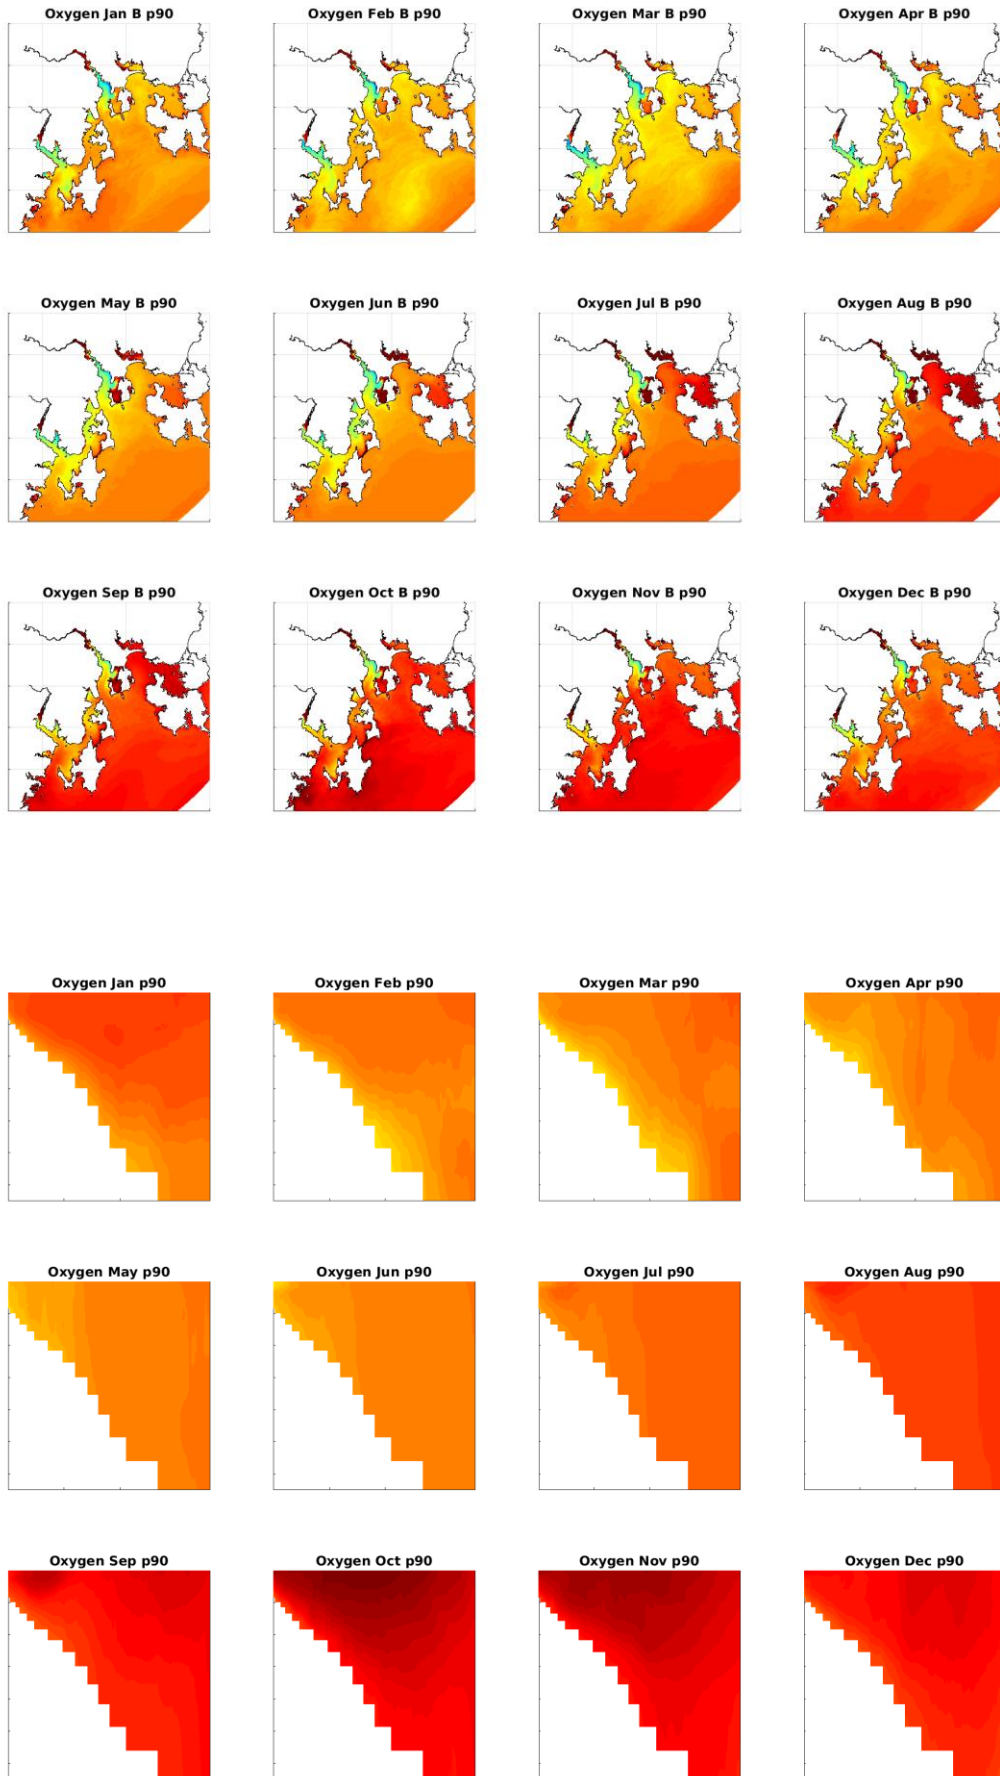 Oxygen Jan B p90
Oxygen Feb B p90
Oxygen Mar B p90
Oxygen Apr B p90
Oxygen May B p90
Oxygen Jun B p90
Oxygen Jul B p90
Oxygen Aug B p90
Oxygen Sep B p90
Oxygen Oct B p90
Oxygen Nov B p90
Oxygen Dec B p90
Oxygen Jan p90
Oxygen Feb p90
Oxygen Mar p90
Oxygen Apr p90
Oxygen May p90
Oxygen Jun p90
Oxygen Jul p90
Oxygen Aug p90
Oxygen Sep p90
Oxygen Oct p90
Oxygen Nov p90
Oxygen Dec p90